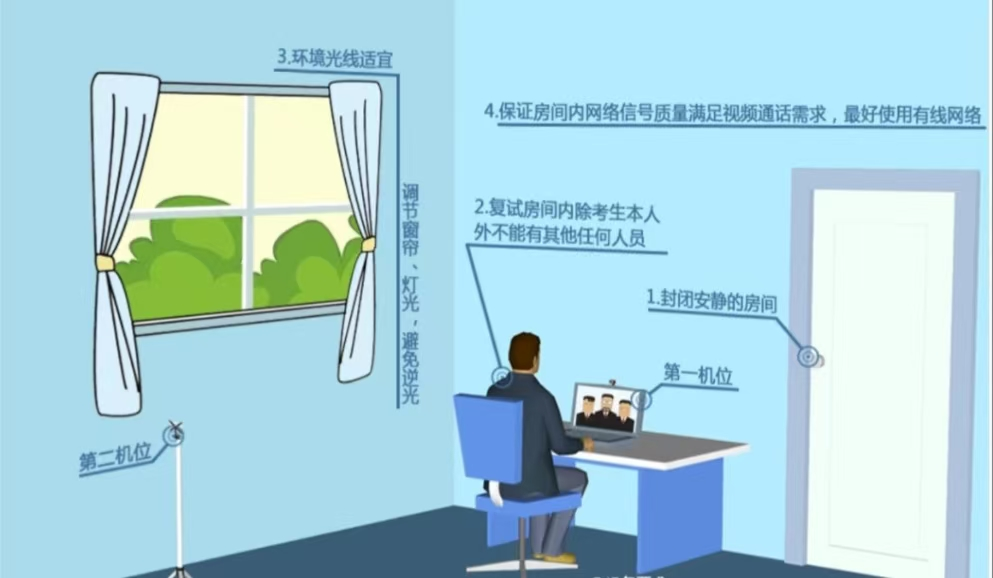 3.环境光线适宜
4.保证房间内网络信号质量满足视频通话需求，最好使用有线网络
调节窗帘、灯光，避免逆光
2.复试房间内除考生本人
外不能有其他任何人员
1.封闭安静的房间
第一机位
第二机位